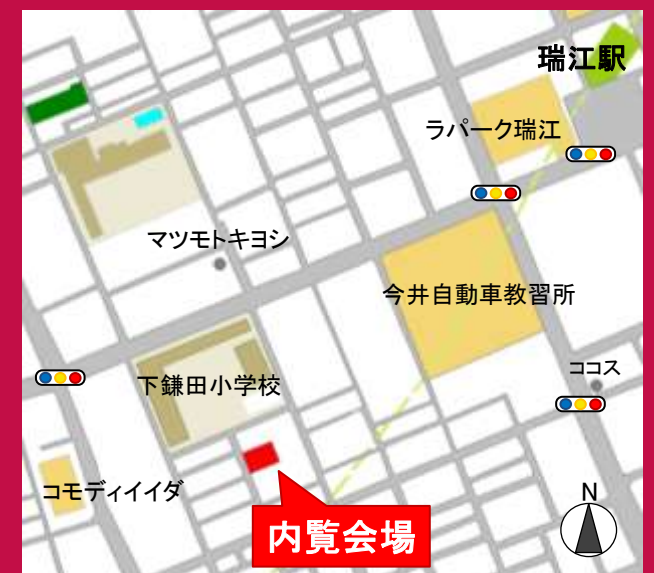 瑞江駅
ラパーク瑞江
マツモトキヨシ
今井自動車教習所
ココス
下鎌田小学校
コモディイイダ
N
内覧会場